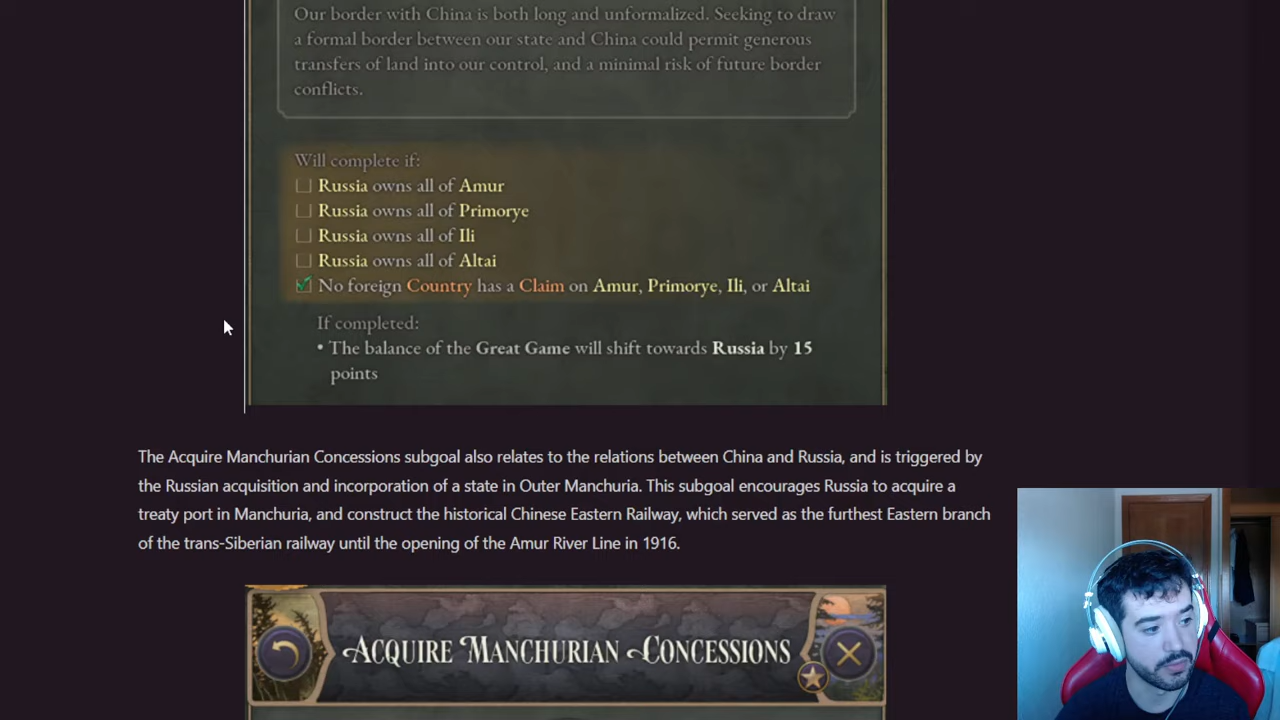 Our border with China is both long and unformalized. Seeking to draw
a formal border between our state and China could permit generous
transfers of land into our control, and a minimal risk of future border
conflicts.
Will complete if:
Russia owns all of Amur
Russia owns all of Primorye
Russia owns all of Ili
Russia owns all of Altai
No foreign Country has a Claim on Amur, Primorye, Ili, or Altai
If completed:
• The balance of the Great Game will shift towards Russia by 15
points
The Acquire Manchurian Concessions subgoal also relates to the relations between China and Russia, and is triggered by
the Russian acquisition and incorporation of a state in Outer Manchuria. This subgoal encourages Russia to acquire a
treaty port in Manchuria, and construct the historical Chinese Eastern Railway, which served as the furthest Eastern branch
of the trans-Siberian railway until the opening of the Amur River Line in 1916.
Acquire Manchurian Concessions